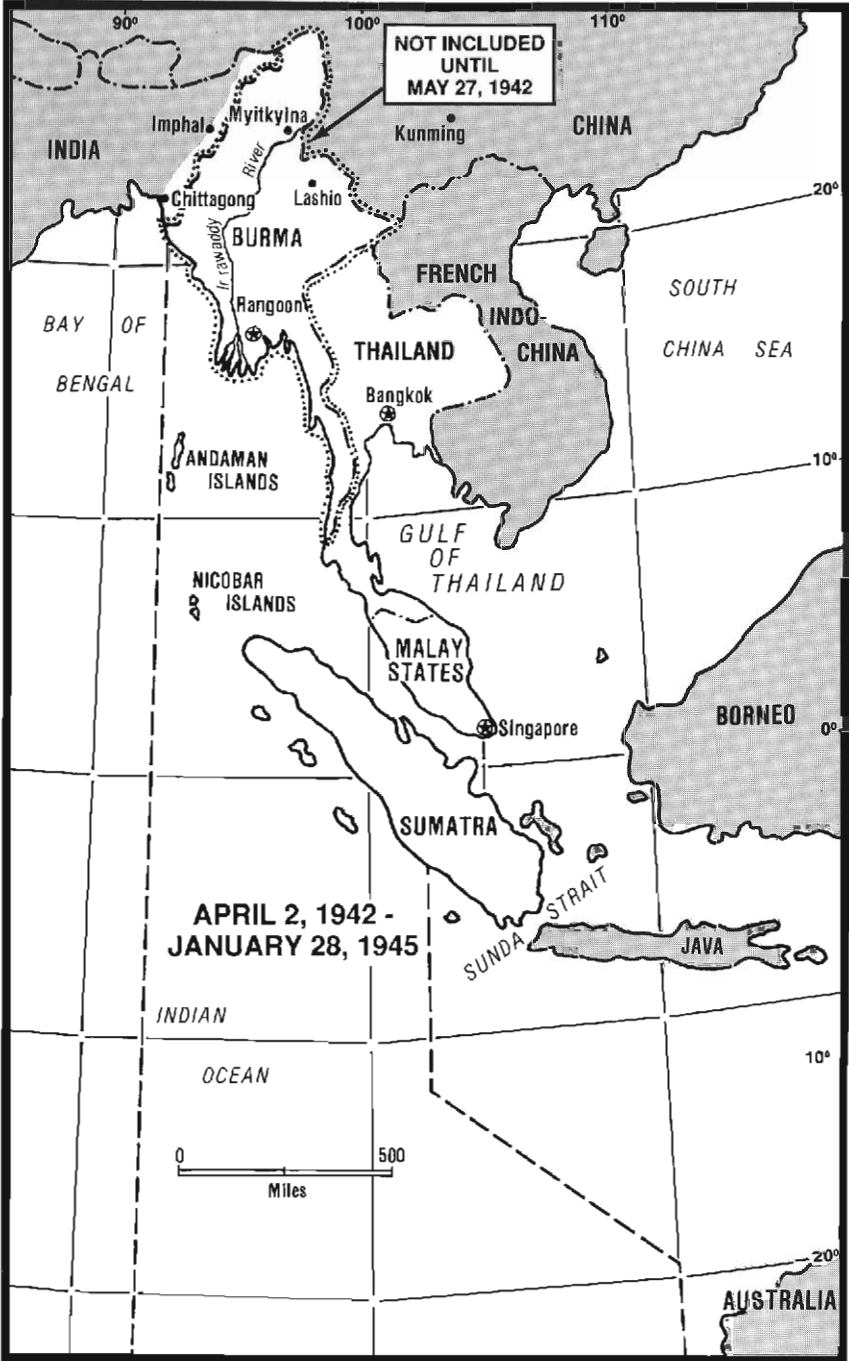 90°
100°
110°
NOT INCLUDED
UNTIL
MAY 27, 1942
Imphal
Myitkyina
Kunming
CHINA
INDIA
River
Chittagong
Lashio
20°
Irrawaddy
BURMA
FRENCH
INDO-
CHINA
SOUTH
CHINA SEA
Rangoon
BAY OF
BENGAL
THAILAND
Bangkok
10°
ANDAMAN
ISLANDS
GULF
OF
THAILAND
NICOBAR
ISLANDS
MALAY
STATES
BORNEO
0°
Singapore
SUMATRA
SUNDA STRAIT
APRIL 2, 1942 -
JANUARY 28, 1945
JAVA
INDIAN
OCEAN
10°
0 500
Miles
20°
AUSTRALIA